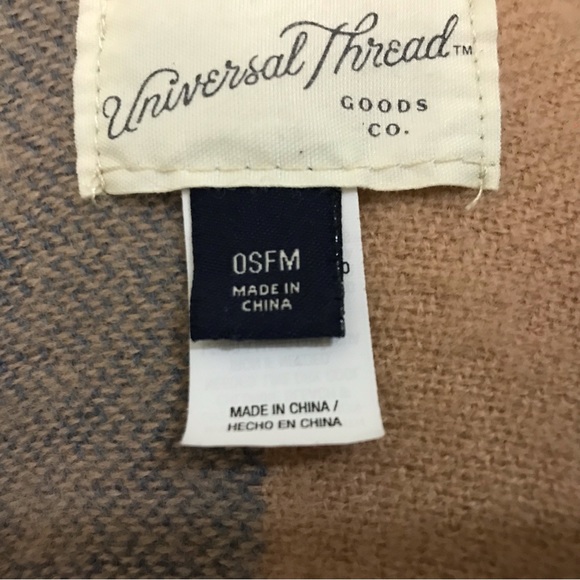 Universal Thread™
GOODS
CO.
OSFM
MADE IN
CHINA
MADE IN CHINA /
HECHO EN CHINA